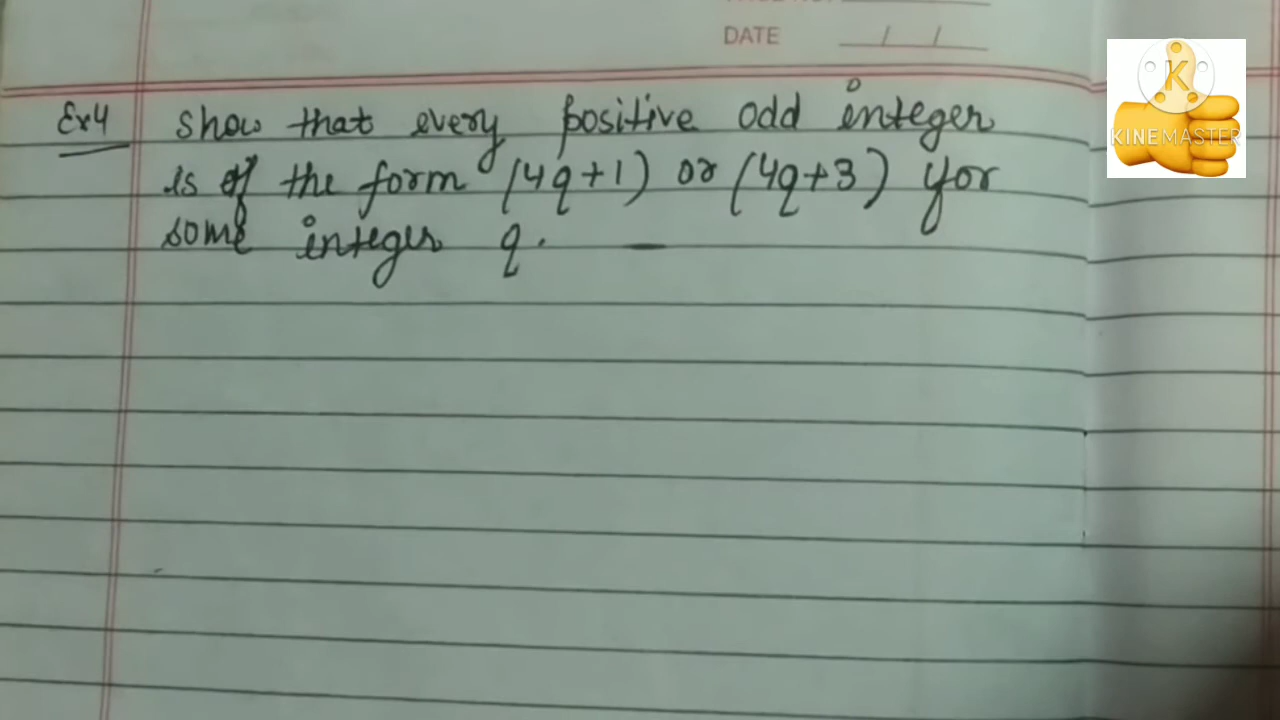 DATE / /
K
KINEMASTER
Ex4 show that every positive odd integer
is of the form (4q+1) or (4q+3) for
some integer q.